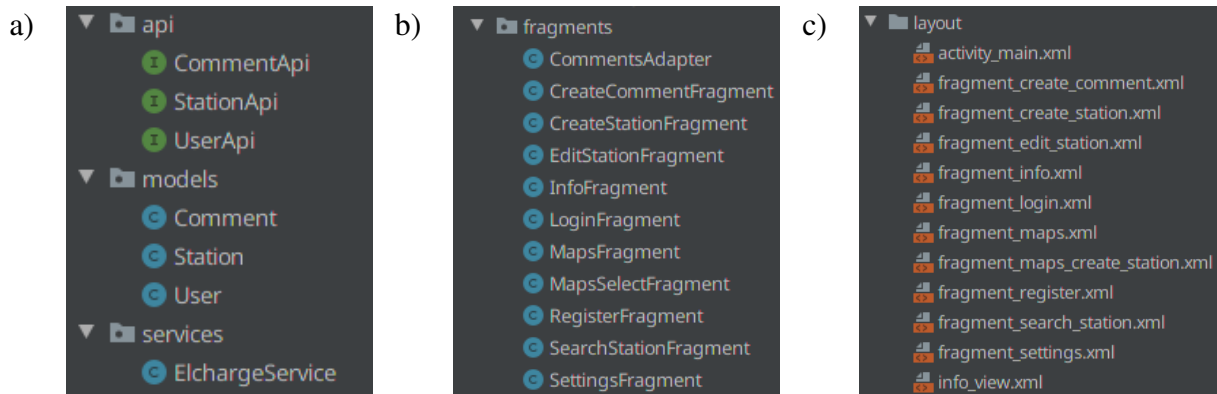 a)
api
CommentApi
StationApi
UserApi
models
Comment
Station
User
services
ElchargeService
b)
fragments
CommentsAdapter
CreateCommentFragment
CreateStationFragment
EditStationFragment
InfoFragment
LoginFragment
MapsFragment
MapsSelectFragment
RegisterFragment
SearchStationFragment
SettingsFragment
c)
layout
activity_main.xml
fragment_create_comment.xml
fragment_create_station.xml
fragment_edit_station.xml
fragment_info.xml
fragment_login.xml
fragment_maps.xml
fragment_maps_create_station.xml
fragment_register.xml
fragment_search_station.xml
fragment_settings.xml
info_view.xml